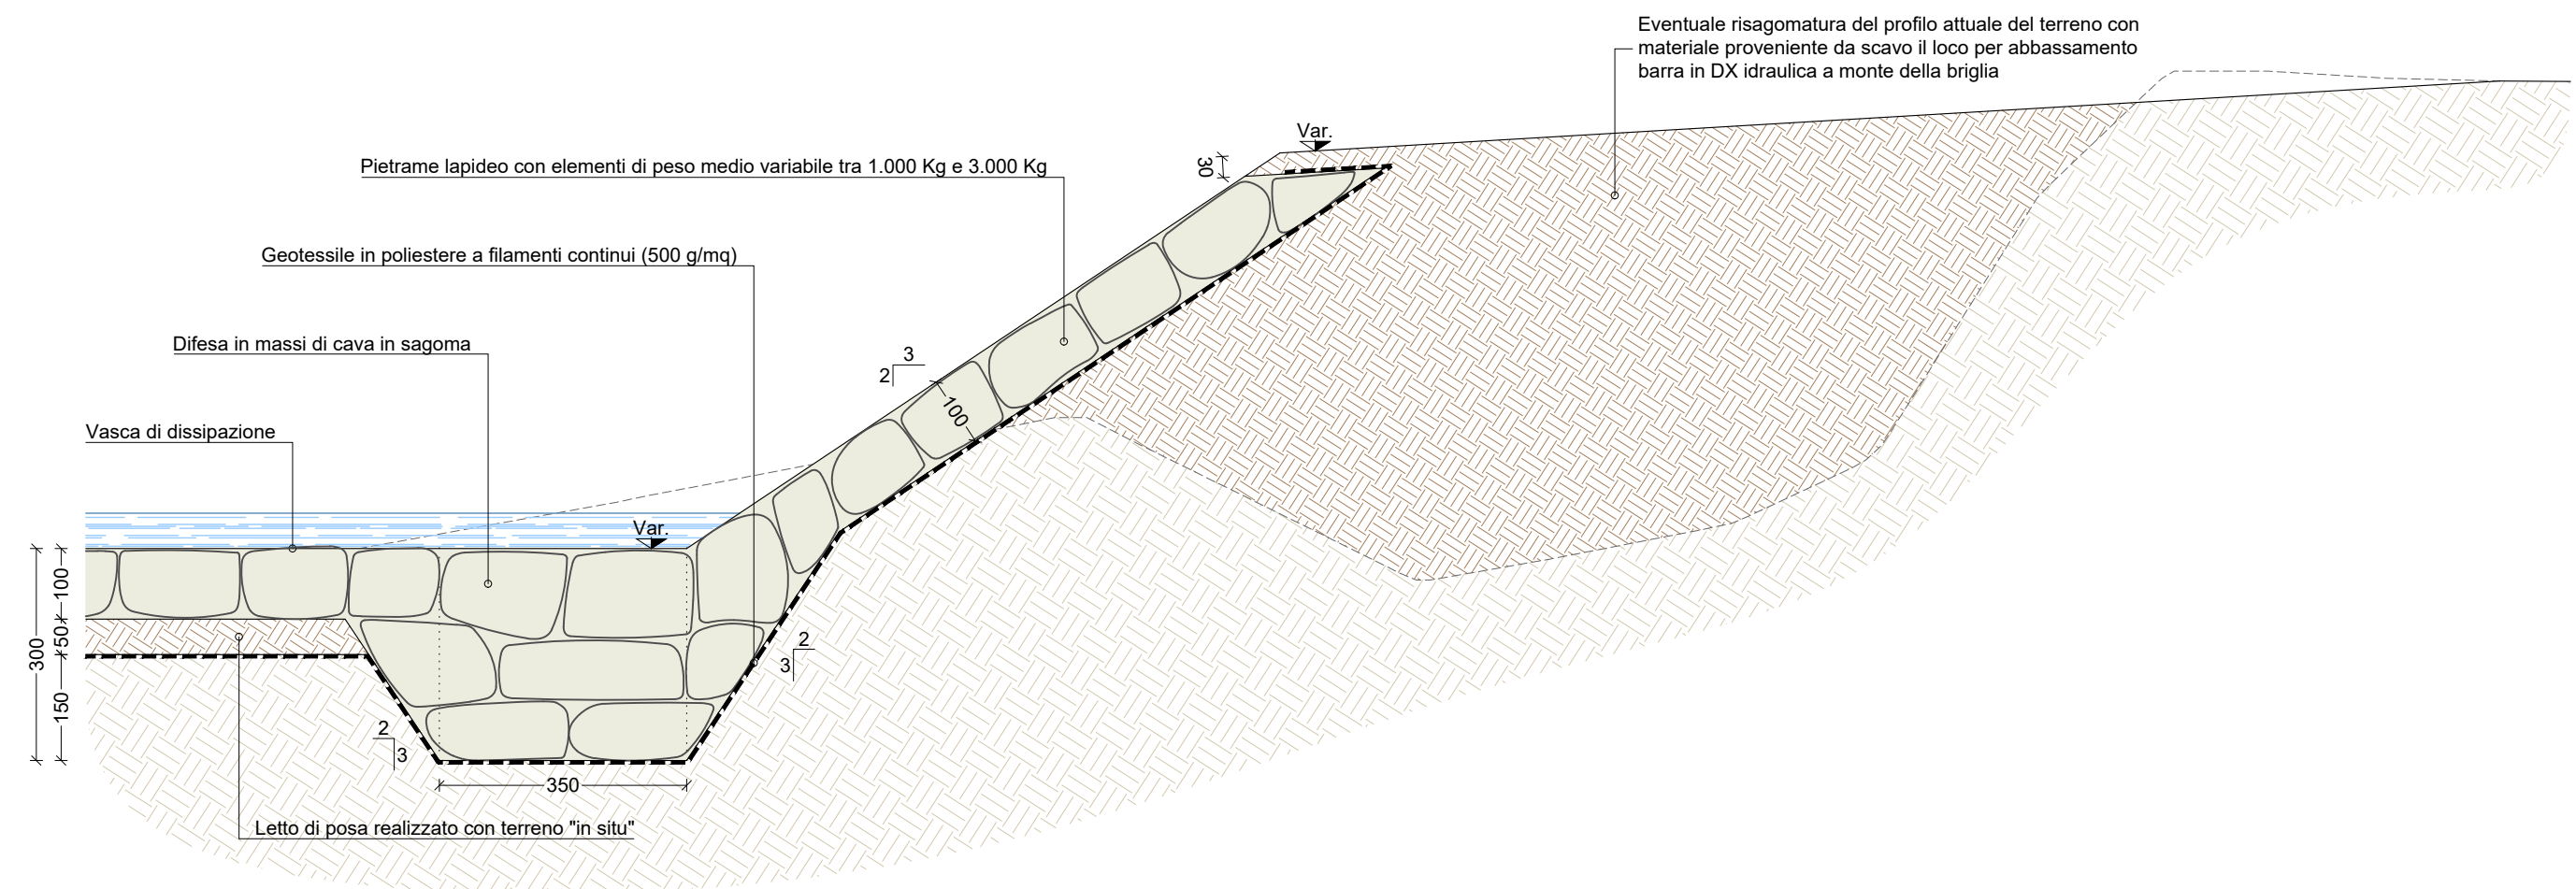 Eventuale risagomatura del profilo attuale del terreno con
materiale proveniente da scavo il loco per abbassamento
barra in DX idraulica a monte della briglia
Var.
30
Pietrame lapideo con elementi di peso medio variabile tra 1.000 Kg e 3.000 Kg
Geotessile in poliestere a filamenti continui (500 g/mq)
Difesa in massi di cava in sagoma
3
2
100
Vasca di dissipazione
Var.
100
50
300
150
2
3
2
3
350
Letto di posa realizzato con terreno "in situ"